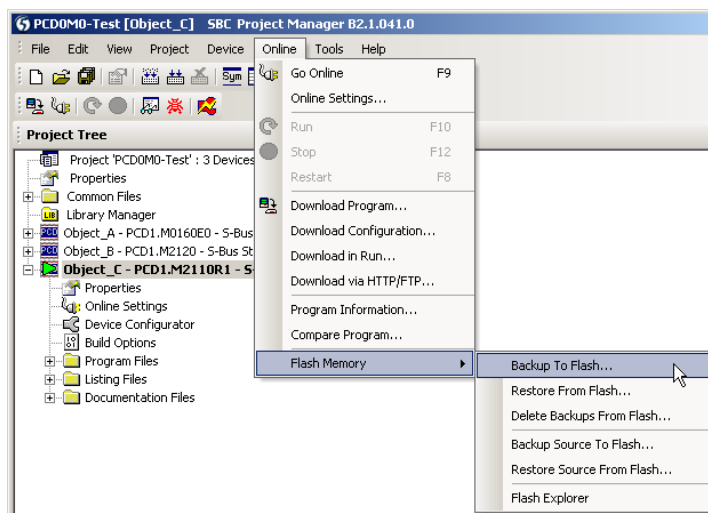 PCD0M0-Test [Object_C]   SBC Project Manager B2.1.041.0
File Edit View Project Device Online Tools Help
Sym
Project Tree
Project 'PCD0M0-Test' : 3 Devices
Properties
Common Files
LIB Library Manager
PCD Object_A - PCD1.M0160E0 - S-Bus
PCD Object_B - PCD1.M2120 - S-Bus St
Object_C - PCD1.M2110R1 - S-
Properties
Online Settings
Device Configurator
Build Options
Program Files
Listing Files
Documentation Files
Go Online F9
Online Settings...
Run F10
Stop F12
Restart F8
Download Program...
Download Configuration...
Download in Run...
Download via HTTP/FTP...
Program Information...
Compare Program...
Flash Memory
Backup To Flash...
Restore From Flash...
Delete Backups From Flash...
Backup Source To Flash...
Restore Source From Flash...
Flash Explorer